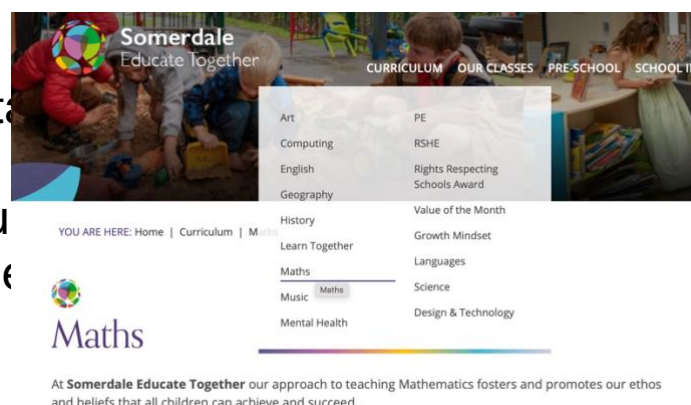 Somerdale
Educate Together
CURRICULUM OUR CLASSES PRE-SCHOOL SCHOOL
Art
Computing
English
Geography
History
Learn Together
Maths
Maths
Music
Mental Health
PE
RSHE
Rights Respecting
Schools Award
Value of the Month
Growth Mindset
Languages
Science
Design & Technology
YOU ARE HERE: Home | Curriculum | Maths
Maths
At Somerdale Educate Together our approach to teaching Mathematics fosters and promotes our ethos
and beliefs that all children can achieve and succeed.